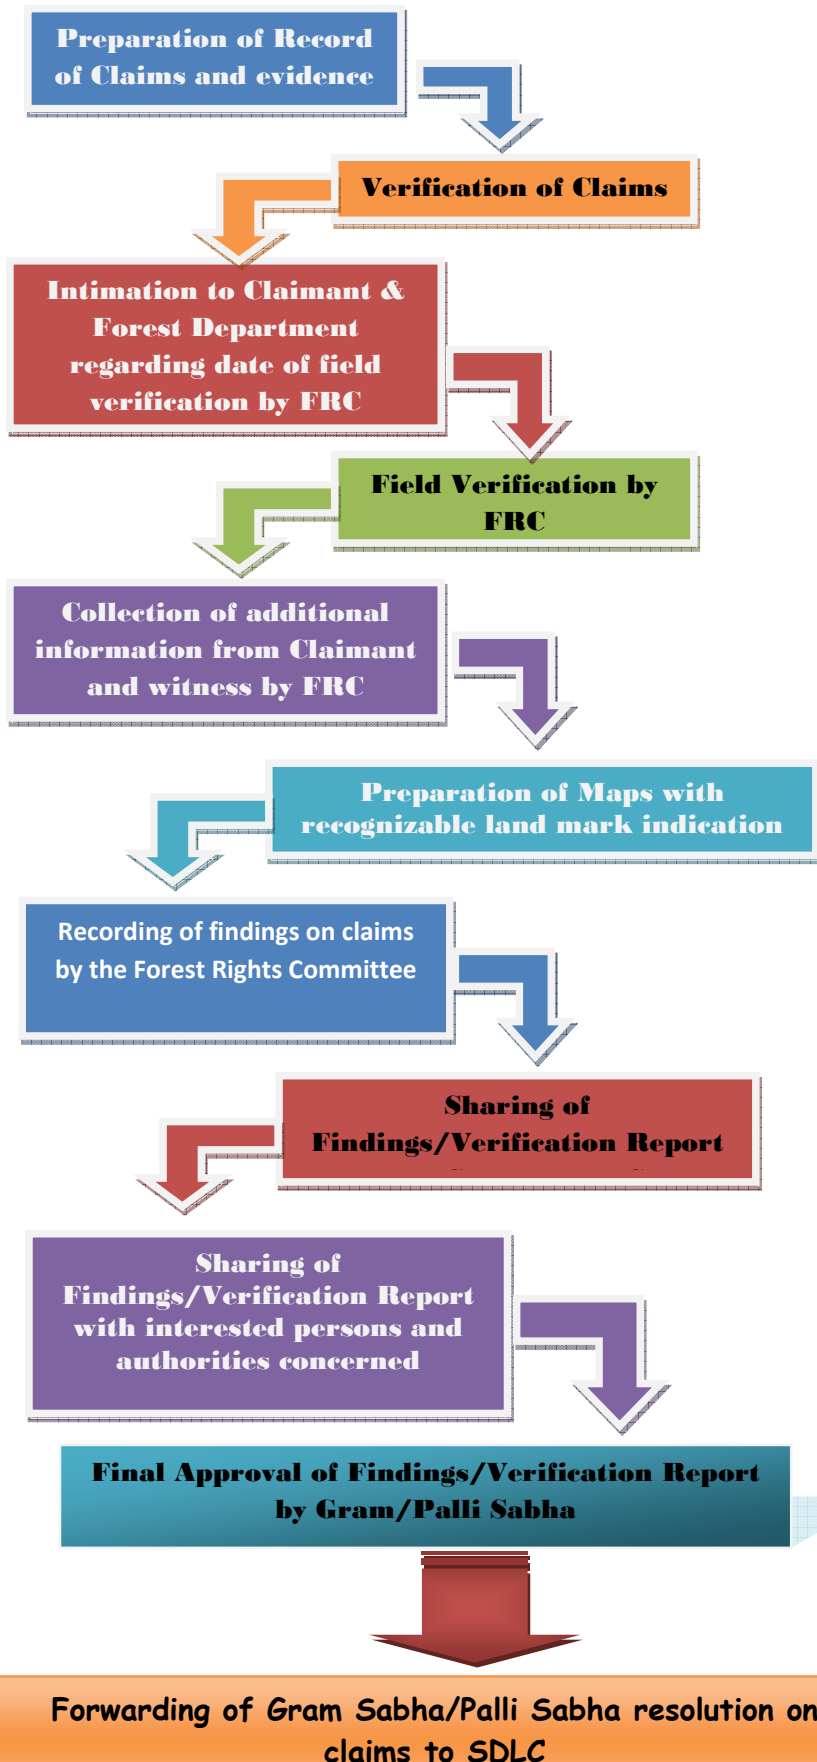 Preparation of Record
of Claims and evidence
Verification of Claims
Intimation to Claimant &
Forest Department
regarding date of field
verification by FRC
Field Verification by
FRC
Collection of additional
information from Claimant
and witness by FRC
Preparation of Maps with
recognizable land mark indication
Recording of findings on claims
by the Forest Rights Committee
Sharing of
Findings/Verification Report
Sharing of
Findings/Verification Report
with interested persons and
authorities concerned
Final Approval of Findings/Verification Report
by Gram/Palli Sabha
Forwarding of Gram Sabha/Palli Sabha resolution on
claims to SDLC